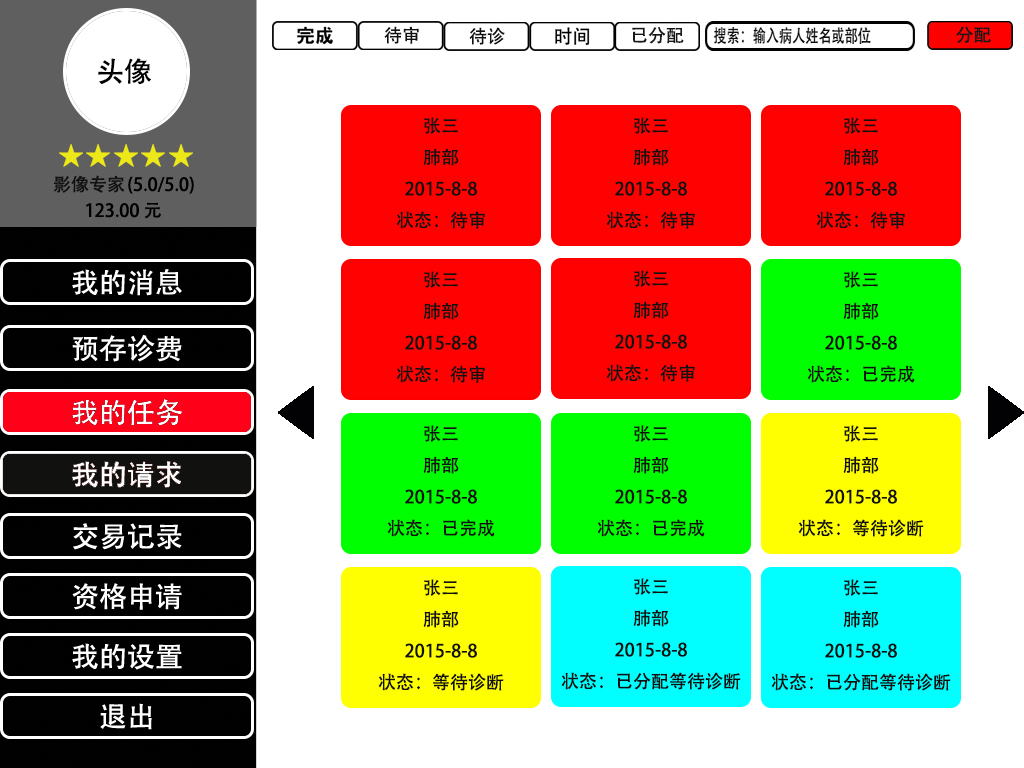 头像
影像专家(5.0/5.0)
123.00 元
我的消息
预存诊费
我的任务
我的请求
交易记录
资格申请
我的设置
退出
完成 待审 待诊 时间 已分配 搜索：输入病人姓名或部位 分配
张三 张三 张三
肺部 肺部 肺部
2015-8-8 2015-8-8 2015-8-8
状态：待审 状态：待审 状态：待审
张三 张三 张三
肺部 肺部 肺部
2015-8-8 2015-8-8 2015-8-8
状态：待审 状态：待审 状态：已完成
张三 张三 张三
肺部 肺部 肺部
2015-8-8 2015-8-8 2015-8-8
状态：已完成 状态：已完成 状态：等待诊断
张三 张三 张三
肺部 肺部 肺部
2015-8-8 2015-8-8 2015-8-8
状态：等待诊断 状态：已分配等待诊断 状态：已分配等待诊断